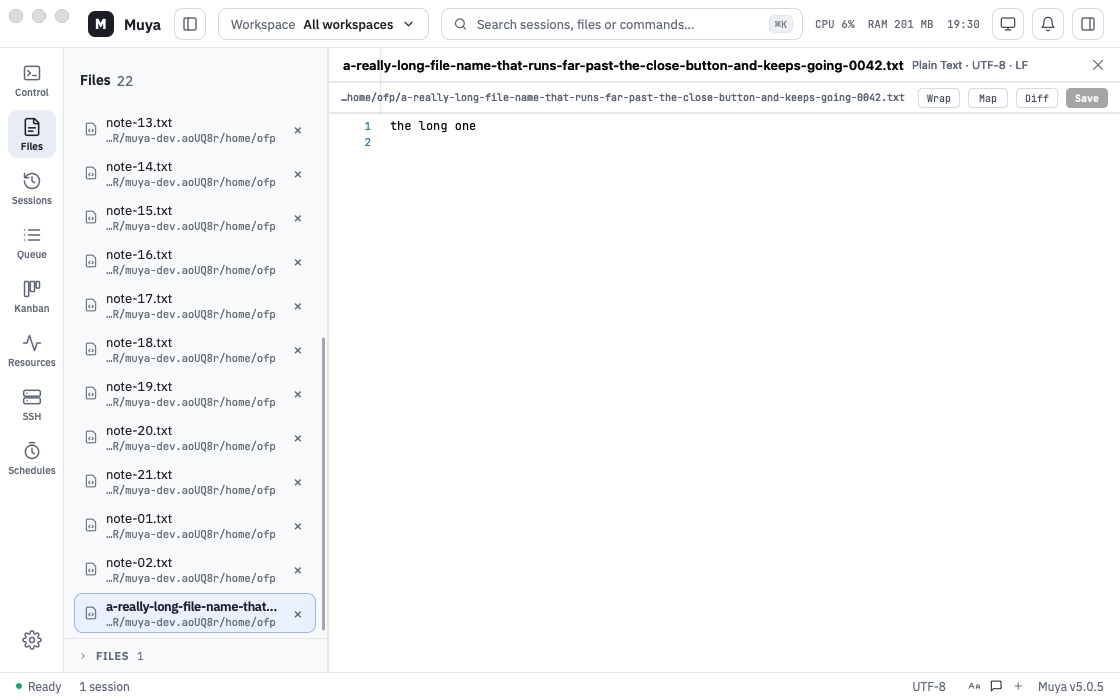 M Muya
Workspace All workspaces
Search sessions, files or commands... ⌘K
CPU 6% RAM 201 MB 19:30
Control
Files
Sessions
Queue
Kanban
Resources
SSH
Schedules
Files 22
note-13.txt
…R/muya-dev.aoUQ8r/home/ofp
note-14.txt
…R/muya-dev.aoUQ8r/home/ofp
note-15.txt
…R/muya-dev.aoUQ8r/home/ofp
note-16.txt
…R/muya-dev.aoUQ8r/home/ofp
note-17.txt
…R/muya-dev.aoUQ8r/home/ofp
note-18.txt
…R/muya-dev.aoUQ8r/home/ofp
note-19.txt
…R/muya-dev.aoUQ8r/home/ofp
note-20.txt
…R/muya-dev.aoUQ8r/home/ofp
note-21.txt
…R/muya-dev.aoUQ8r/home/ofp
note-01.txt
…R/muya-dev.aoUQ8r/home/ofp
note-02.txt
…R/muya-dev.aoUQ8r/home/ofp
a-really-long-file-name-that...
…R/muya-dev.aoUQ8r/home/ofp
FILES 1
a-really-long-file-name-that-runs-far-past-the-close-button-and-keeps-going-0042.txt Plain Text · UTF-8 · LF
…home/ofp/a-really-long-file-name-that-runs-far-past-the-close-button-and-keeps-going-0042.txt Wrap Map Diff Save
1 the long one
2
Ready 1 session
UTF-8 Aa + Muya v5.0.5